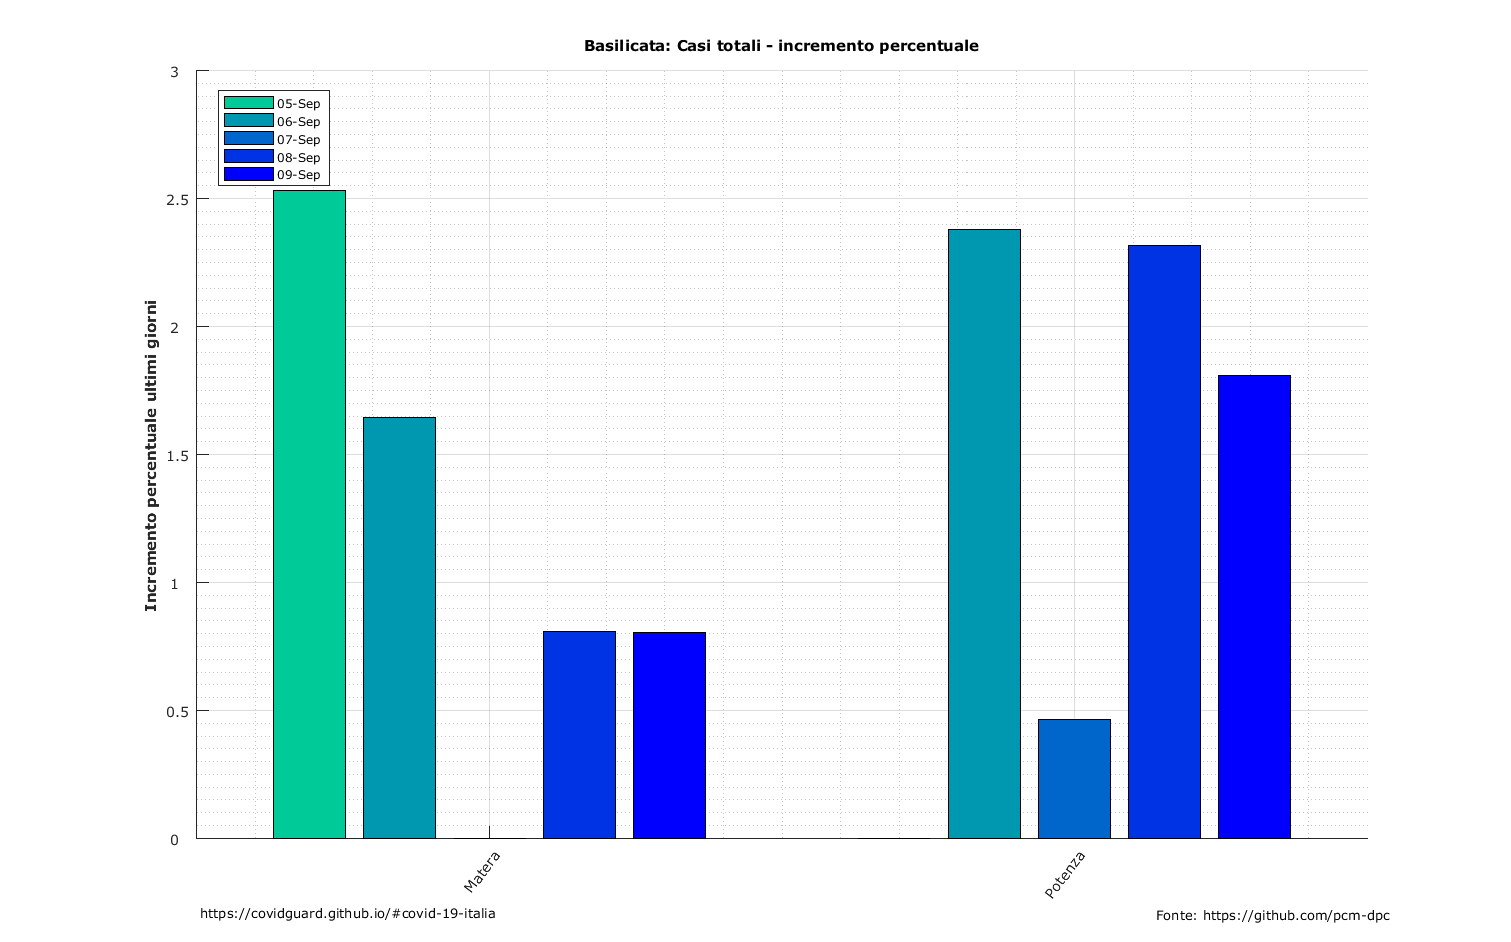 Basilicata: Casi totali - incremento percentuale
3
05-Sep
06-Sep
07-Sep
08-Sep
09-Sep
2.5
2
1.5
1
0.5
0
Incremento percentuale ultimi giorni
Matera
Potenza
https://covidguard.github.io/#covid-19-italia
Fonte: https://github.com/pcm-dpc